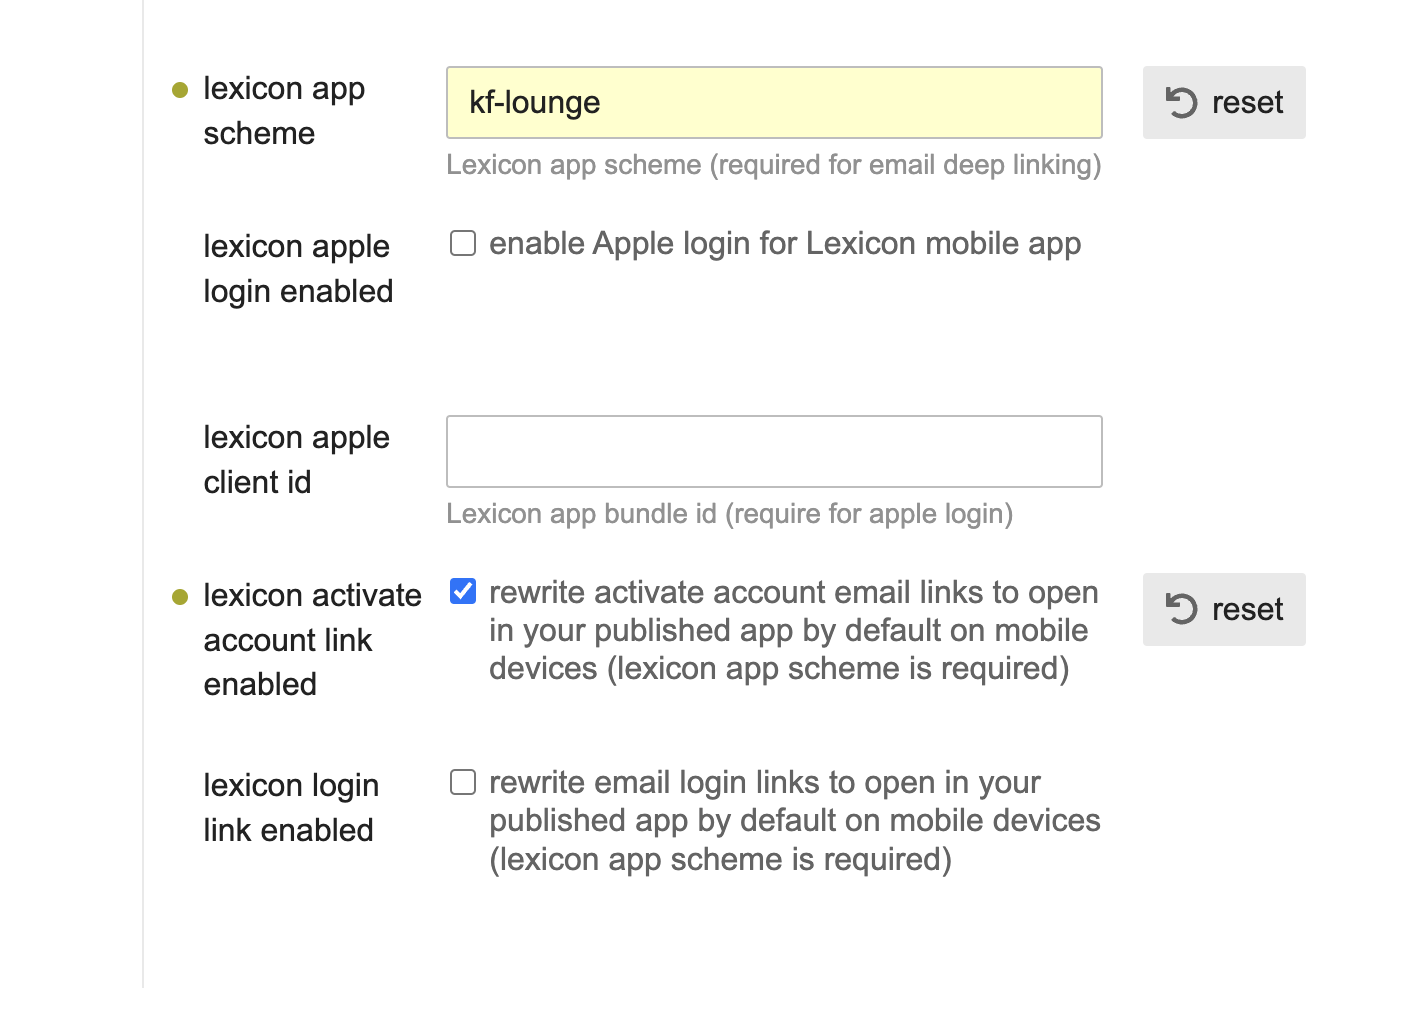 lexicon app
scheme
kf-lounge
reset
Lexicon app scheme (required for email deep linking)
lexicon apple
login enabled
enable Apple login for Lexicon mobile app
lexicon apple
client id
Lexicon app bundle id (require for apple login)
lexicon activate
account link
enabled
rewrite activate account email links to open
in your published app by default on mobile
devices (lexicon app scheme is required)
reset
lexicon login
link enabled
rewrite email login links to open in your
published app by default on mobile devices
(lexicon app scheme is required)